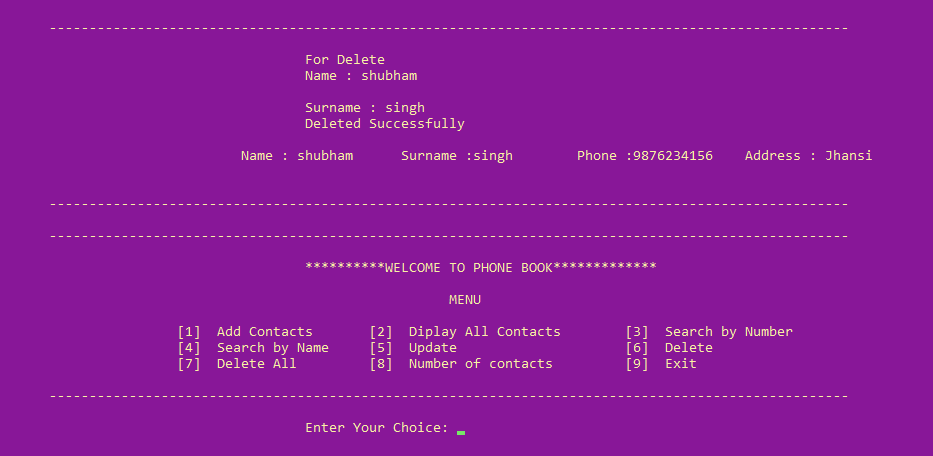 --------------------------------------------------------------------------------------------------
For Delete
Name : shubham
Surname : singh
Deleted Successfully
Name : shubham      Surname :singh        Phone :9876234156    Address : Jhansi
----------------------------------------------------------------------------------------------------
----------------------------------------------------------------------------------------------------
**********WELCOME TO PHONE BOOK*************
MENU
[1]  Add Contacts       [2]  Diplay All Contacts        [3]  Search by Number
[4]  Search by Name     [5]  Update                     [6]  Delete
[7]  Delete All         [8]  Number of contacts         [9]  Exit
----------------------------------------------------------------------------------------------------
Enter Your Choice: